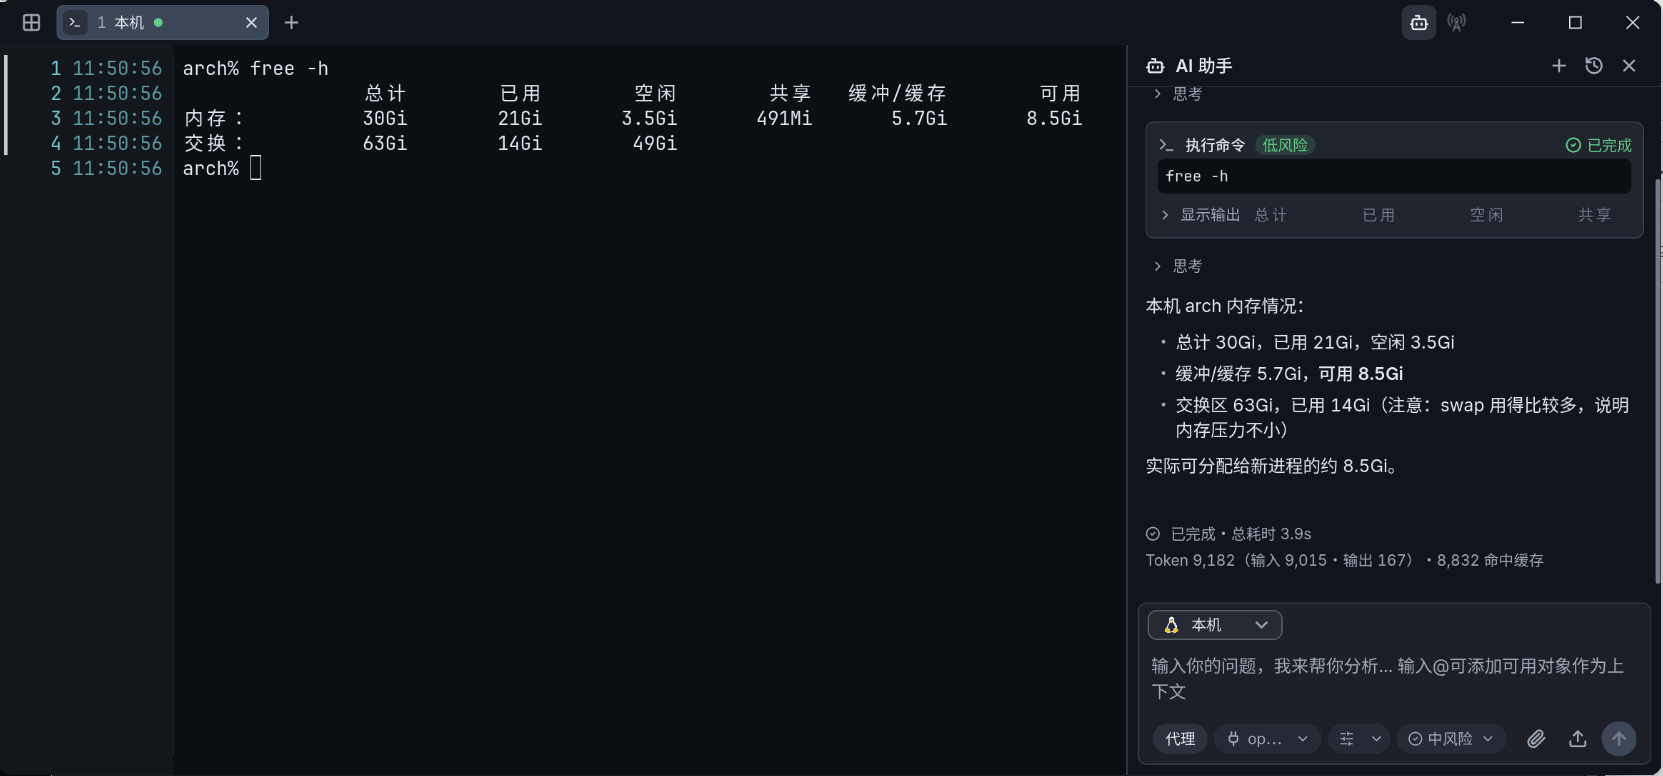 1 本机
1 11:50:56 arch% free -h
2 11:50:56 总计 已用 空闲 共享 缓冲/缓存 可用
3 11:50:56 内存： 30Gi 21Gi 3.5Gi 491Mi 5.7Gi 8.5Gi
4 11:50:56 交换： 63Gi 14Gi 49Gi
5 11:50:56 arch%
AI 助手
思考
执行命令 低风险 已完成
free -h
显示输出 总计 已用 空闲 共享
思考
本机 arch 内存情况：
• 总计 30Gi，已用 21Gi，空闲 3.5Gi
• 缓冲/缓存 5.7Gi，可用 8.5Gi
• 交换区 63Gi，已用 14Gi（注意：swap 用得比较多，说明
内存压力不小）
实际可分配给新进程的约 8.5Gi。
已完成 • 总耗时 3.9s
Token 9,182（输入 9,015 • 输出 167） • 8,832 命中缓存
本机
输入你的问题，我来帮你分析... 输入@可添加可用对象作为上
下文
代理 op... 中风险